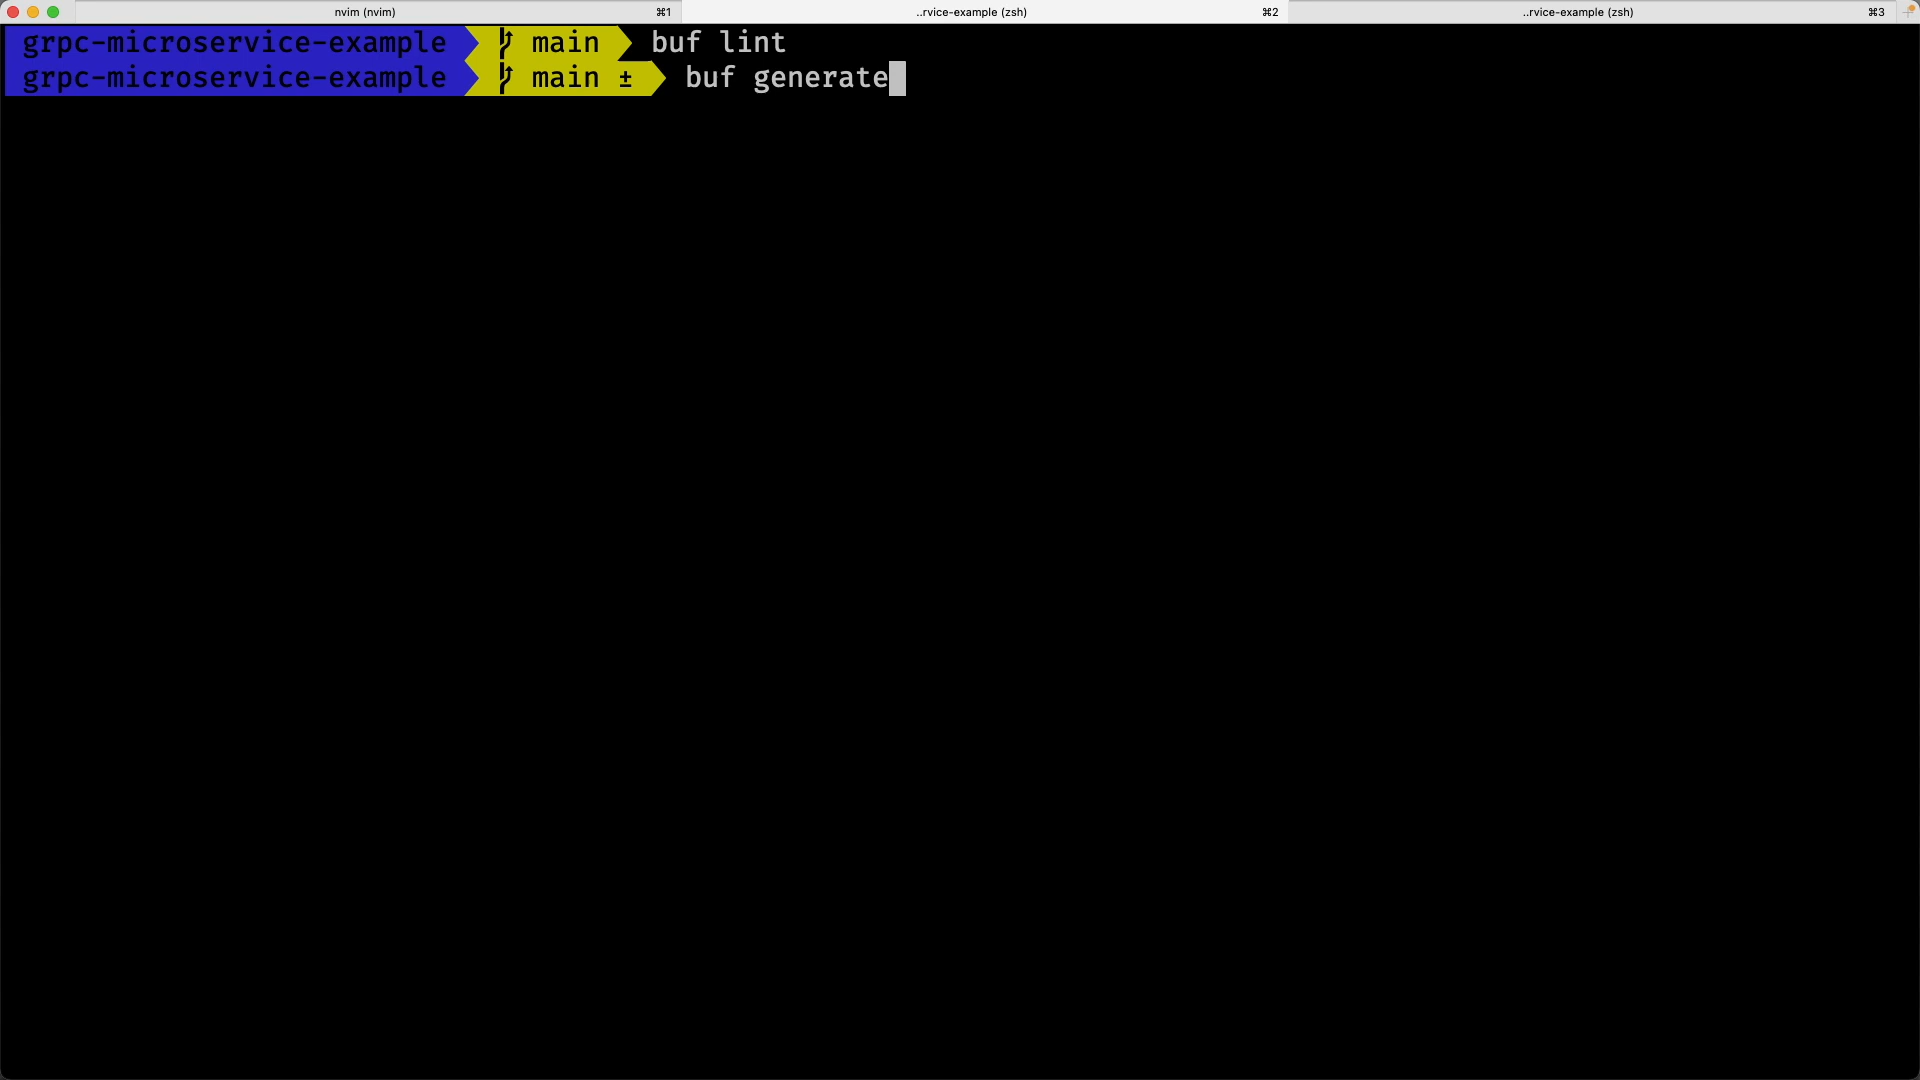 nvim (nvim) ⌘1 ..rvice-example (zsh) ⌘2 ..rvice-example (zsh) ⌘3
grpc-microservice-example main buf lint
grpc-microservice-example main ± buf generate